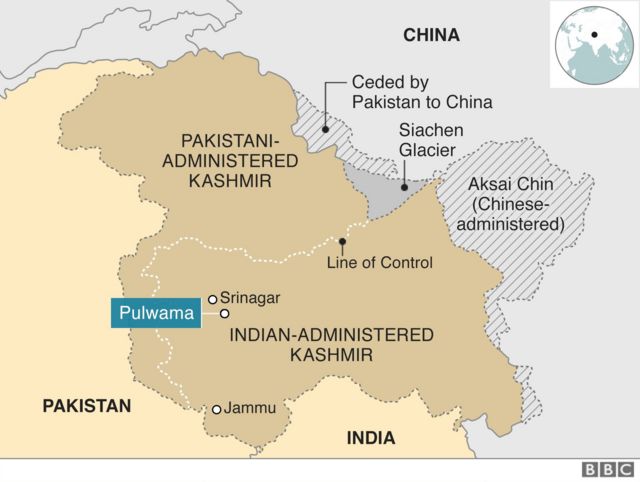 CHINA
Ceded by
Pakistan to China
Siachen
Glacier
PAKISTANI-
ADMINISTERED
KASHMIR
Aksai Chin
(Chinese-
administered)
Line of Control
Srinagar
Pulwama
INDIAN-ADMINISTERED
KASHMIR
Jammu
PAKISTAN
INDIA
BBC